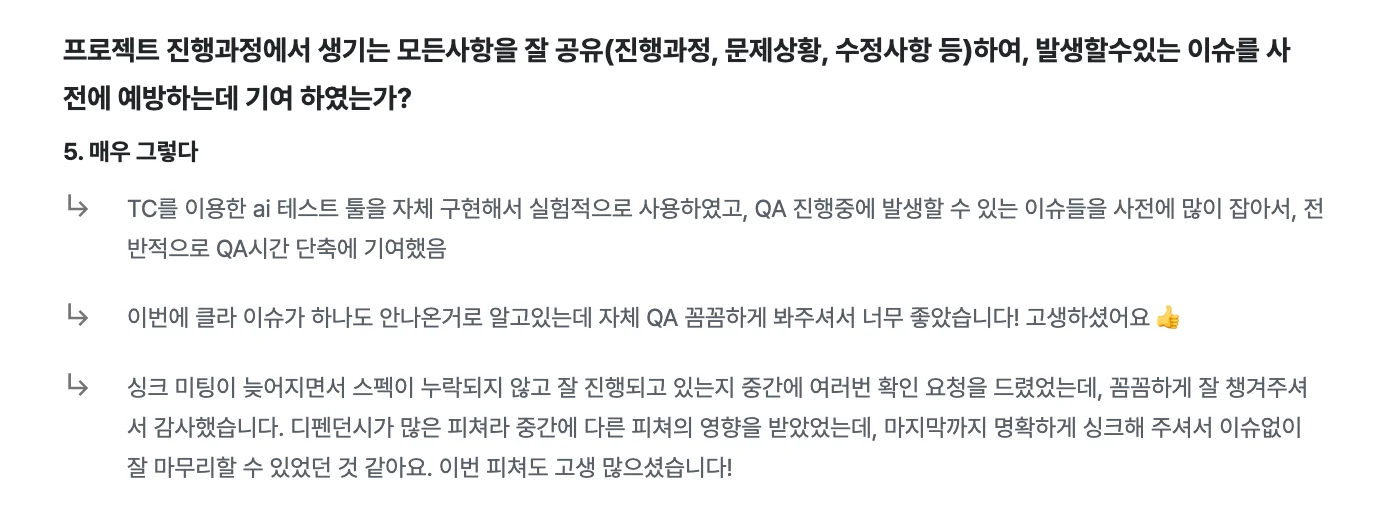 프로젝트 진행과정에서 생기는 모든사항을 잘 공유(진행과정, 문제상황, 수정사항 등)하여, 발생할수있는 이슈를 사
전에 예방하는데 기여 하였는가?
5. 매우 그렇다
↳ TC를 이용한 ai 테스트 툴을 자체 구현해서 실험적으로 사용하였고, QA 진행중에 발생할 수 있는 이슈들을 사전에 많이 잡아서, 전
반적으로 QA시간 단축에 기여했음
↳ 이번에 클라 이슈가 하나도 안나온거로 알고있는데 자체 QA 꼼꼼하게 봐주셔서 너무 좋았습니다! 고생하셨어요 👍
↳ 싱크 미팅이 늦어지면서 스펙이 누락되지 않고 잘 진행되고 있는지 중간에 여러번 확인 요청을 드렸었는데, 꼼꼼하게 잘 챙겨주셔
서 감사했습니다. 디펜던시가 많은 피쳐라 중간에 다른 피쳐의 영향을 받았었는데, 마지막까지 명확하게 싱크해 주셔서 이슈없이
잘 마무리할 수 있었던 것 같아요. 이번 피쳐도 고생 많으셨습니다!